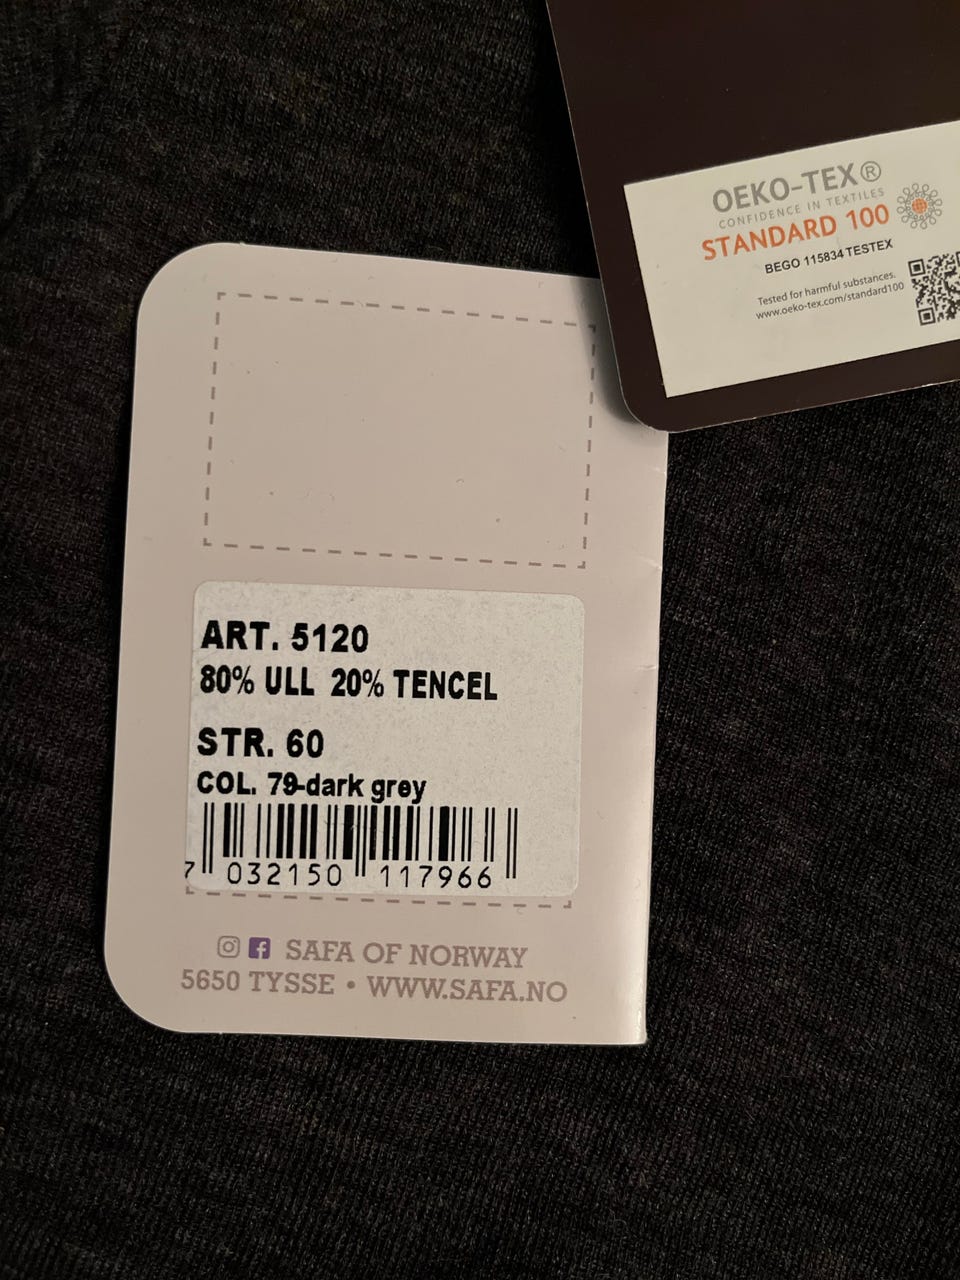 OEKO-TEX®
CONFIDENCE IN TEXTILES
STANDARD 100
BEGO 115834 TESTEX
Tested for harmful substances.
www.oeko-tex.com/standard100
ART. 5120
80% ULL 20% TENCEL
STR. 60
COL. 79-dark grey
7 032150 117966
SAFA OF NORWAY
5650 TYSSE • WWW.SAFA.NO